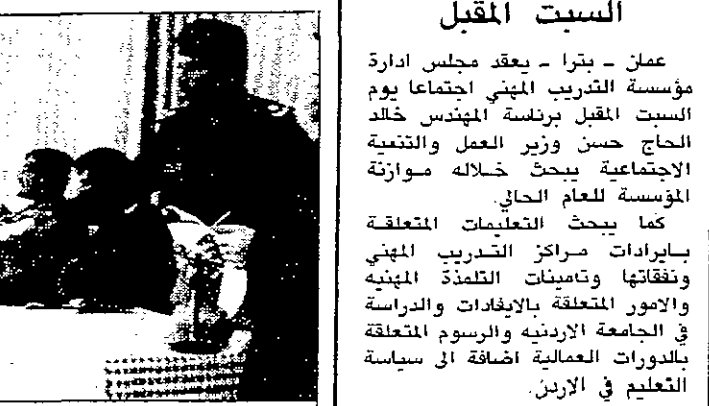 السبت المقبل
عمان ـ بترا ـ يعقد مجلس ادارة
مؤسسة التدريب المهني اجتماعا يوم
السبت المقبل برئاسة المهندس خالد
الحاج حسن وزير العمل والتنمية
الاجتماعية يبحث خلاله موازنة
المؤسسة للعام الحالي.
كما يبحث التعليمات المتعلقة
بايرادات مراكز التدريب المهني
ونفقاتها وتامينات التلمذة المهنيه
والامور المتعلقة بالايفادات والدراسة
في الجامعة الاردنيه والرسوم المتعلقة
بالدورات العمالية اضافة الى سياسة
التعليم في الاردن.